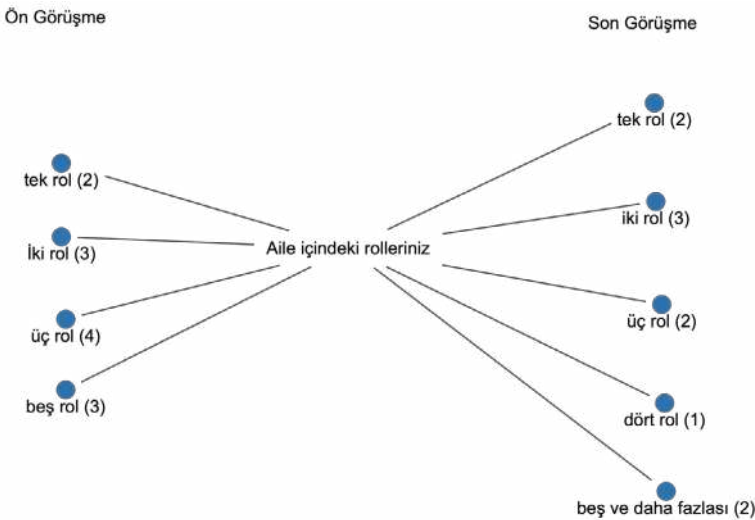 Ön Görüşme
tek rol (2)
İki rol (3)
üç rol (4)
beş rol (3)
Aile içindeki rolleriniz
Son Görüşme
tek rol (2)
iki rol (3)
üç rol (2)
dört rol (1)
beş ve daha fazlası (2)